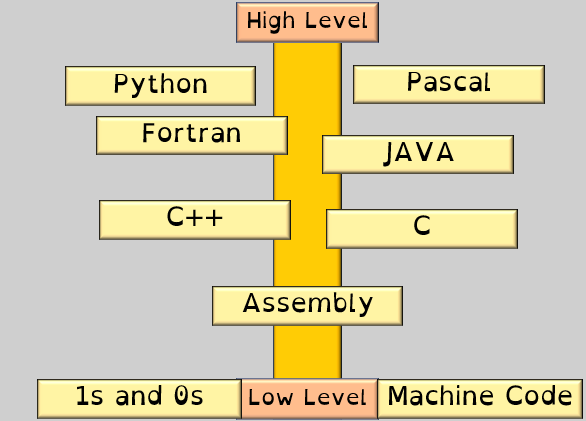 High Level
Python
Pascal
Fortran
JAVA
C++
C
Assembly
1s and 0s
Low Level
Machine Code